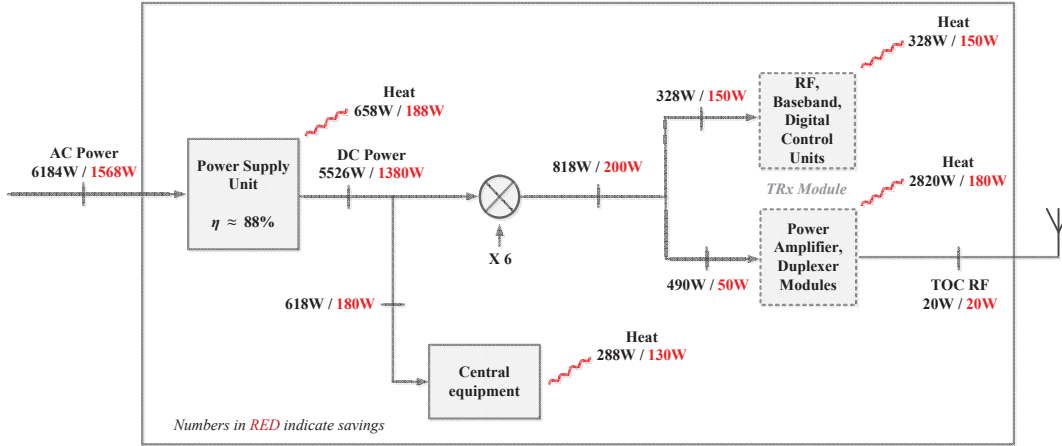 Heat
328W / 150W
Heat
658W / 188W
328W / 150W
RF,
Baseband,
Digital
Control
Units
AC Power
6184W / 1568W
Power Supply
Unit
η ≈ 88%
DC Power
5526W / 1380W
818W / 200W
TRx Module
Heat
2820W / 180W
X 6
Power
Amplifier,
Duplexer
Modules
490W / 50W
TOC RF
20W / 20W
618W / 180W
Heat
288W / 130W
Central
equipment
Numbers in RED indicate savings